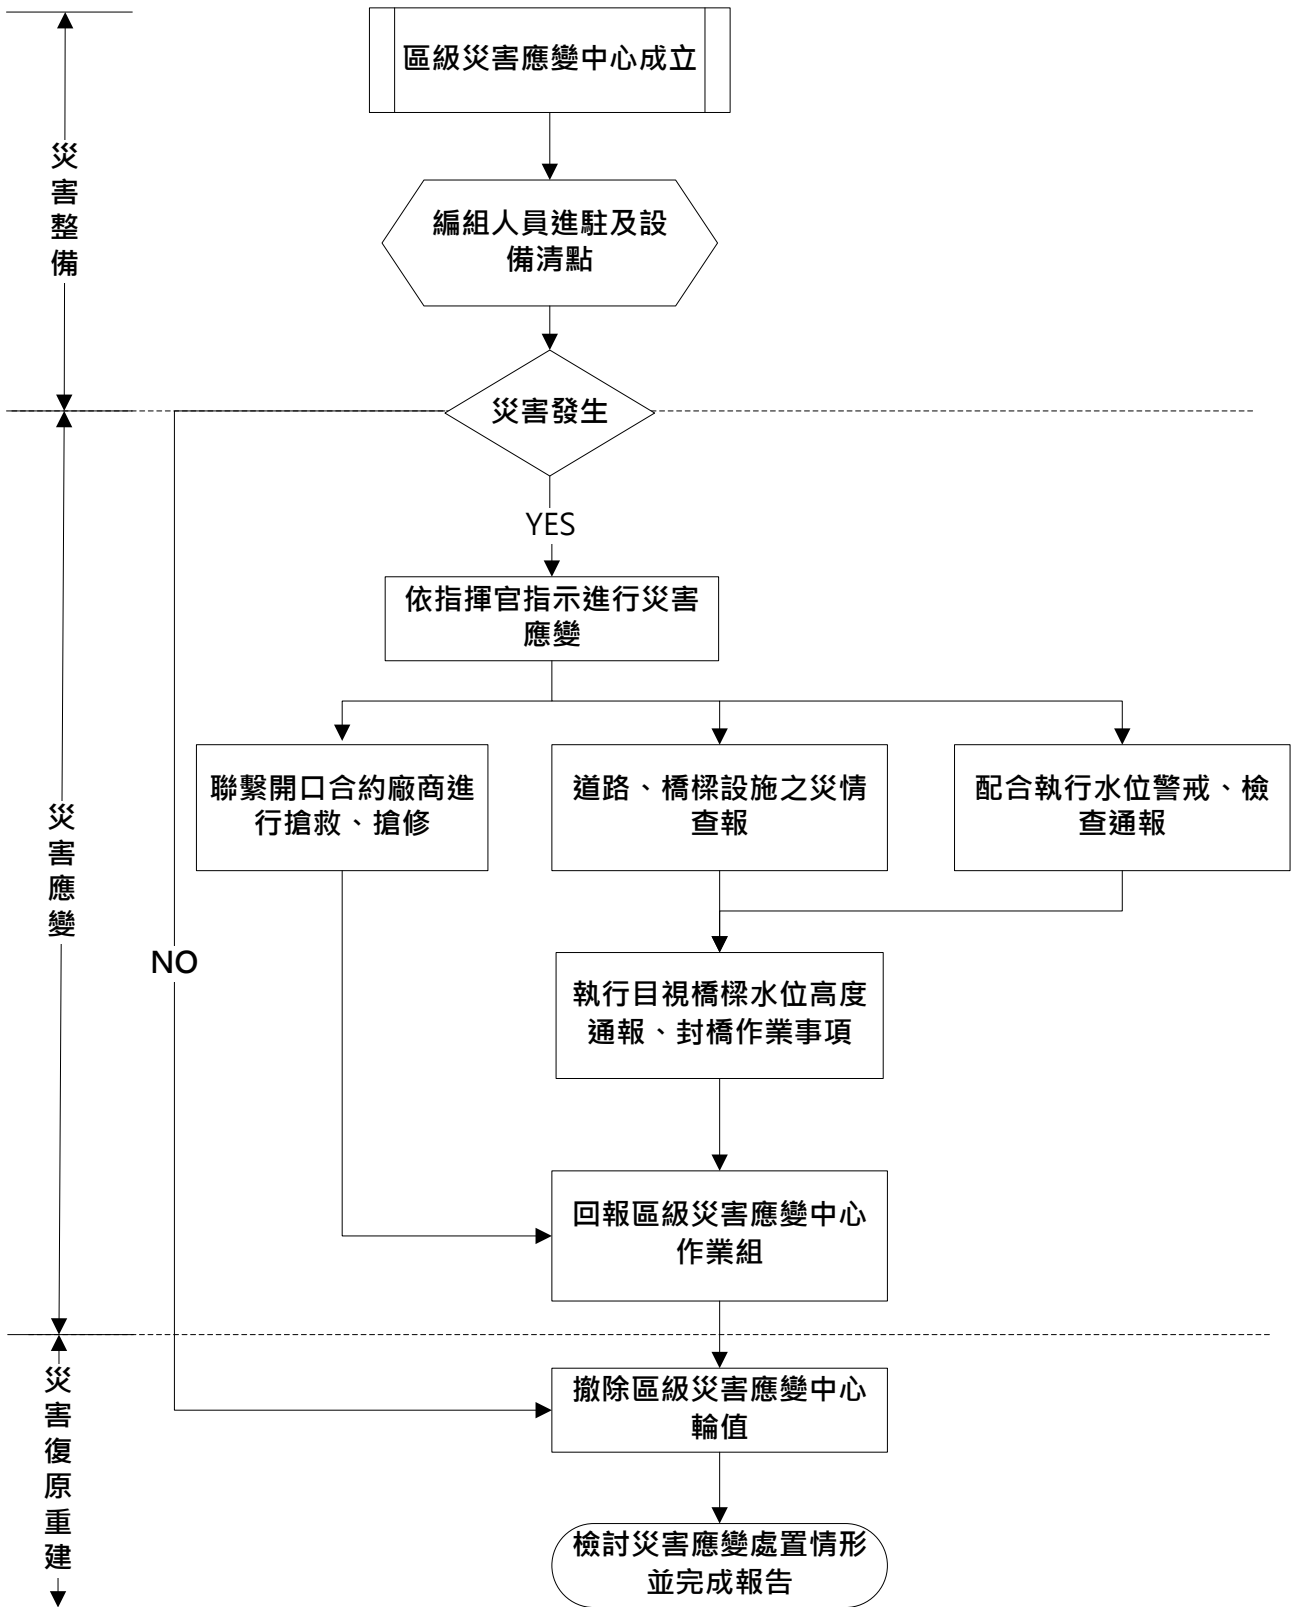 區級災害應變中心成立
災害整備
編組人員進駐及設
備清點
災害發生
YES
依指揮官指示進行災害
應變
聯繫開口合約廠商進
行搶救、搶修
道路、橋樑設施之災情
查報
配合執行水位警戒、檢
查通報
災害應變
NO
執行目視橋樑水位高度
通報、封橋作業事項
回報區級災害應變中心
作業組
災害復原重建
撤除區級災害應變中心
輪值
檢討災害應變處置情形
並完成報告